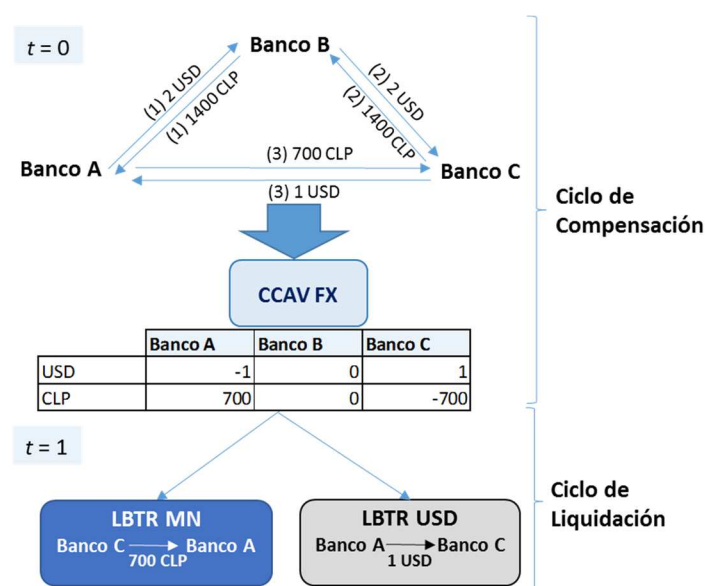 t = 0
Banco B
(1) 2 USD
(1) 1400 CLP
(2) 2 USD
(2) 1400 CLP
Banco A
(3) 700 CLP
Banco C
(3) 1 USD
Ciclo de
Compensación
CCAV FX
Banco A Banco B Banco C
USD -1 0 1
CLP 700 0 -700
t = 1
Ciclo de
Liquidación
LBTR MN
Banco C Banco A
700 CLP
LBTR USD
Banco A Banco C
1 USD